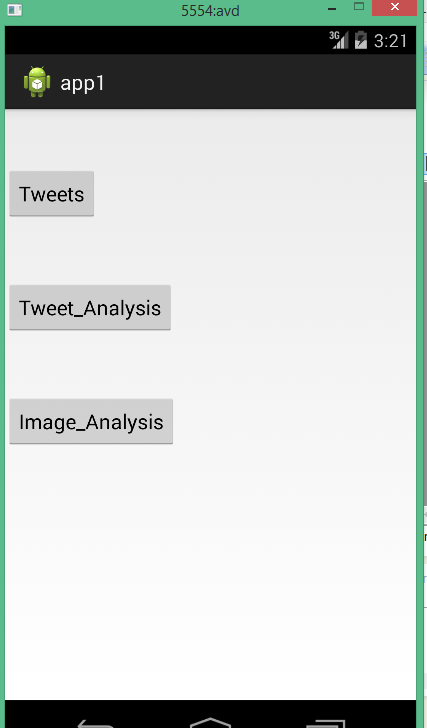 5554:avd
3G 3:21
app1
Tweets
Tweet_Analysis
Image_Analysis